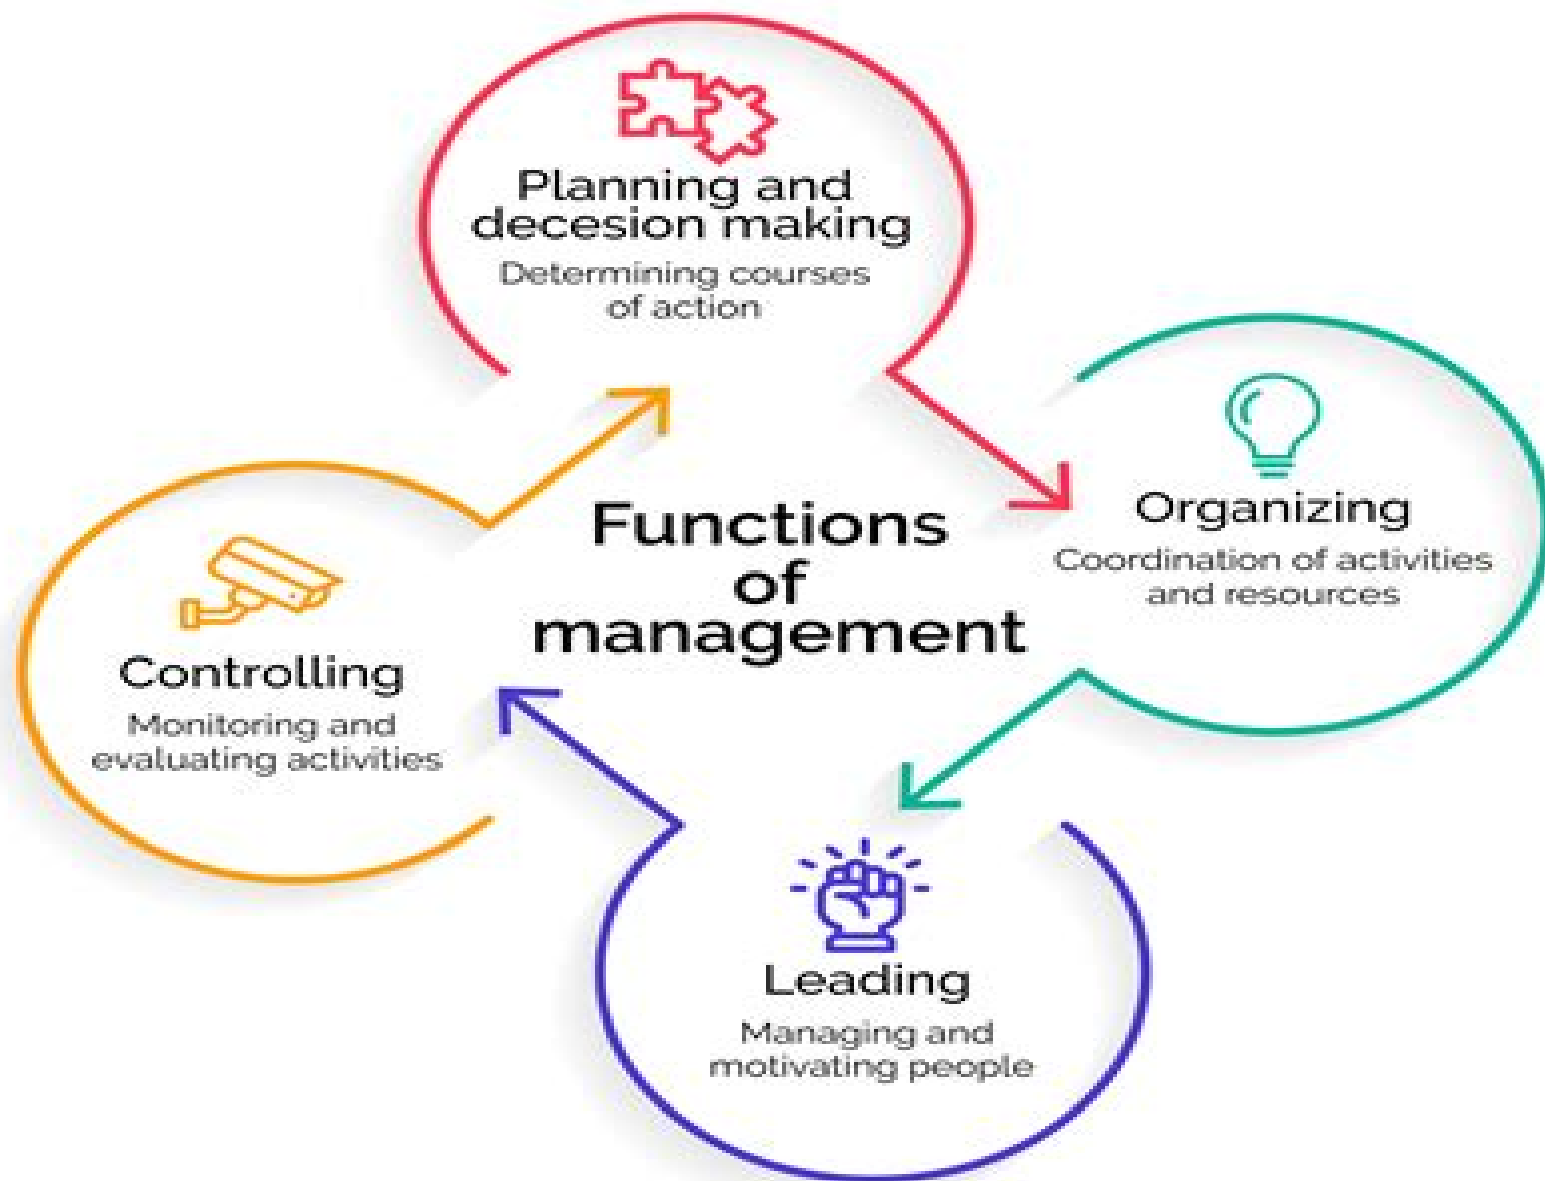 Planning and
decesion making
Determining courses
of action
Organizing
Coordination of activities
and resources
Functions
of
management
Controlling
Monitoring and
evaluating activities
Leading
Managing and
motivating people